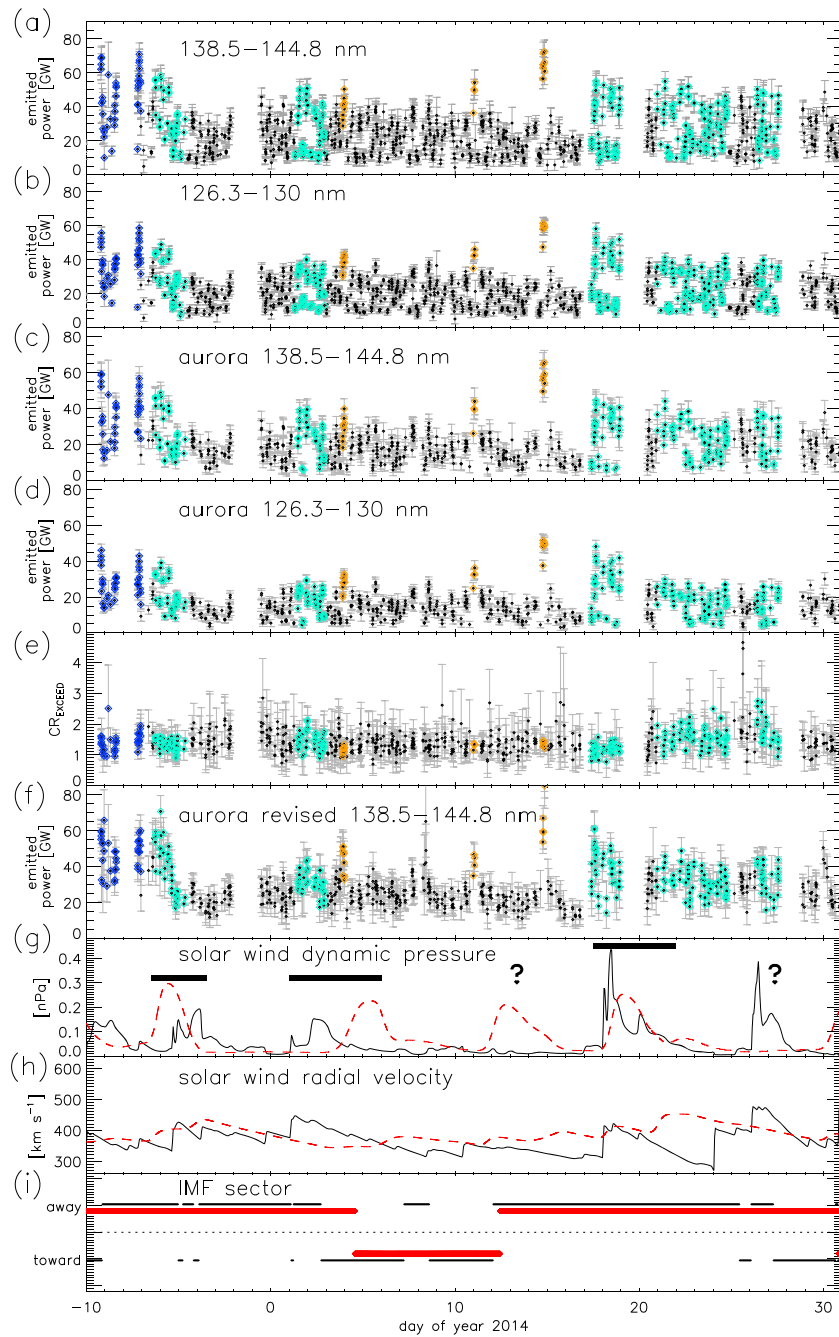 (a)
138.5−144.8 nm
80
60
40
20
0
emitted
power [GW]
(b)
126.3−130 nm
80
60
40
20
0
emitted
power [GW]
(c)
aurora 138.5−144.8 nm
80
60
40
20
0
emitted
power [GW]
(d)
aurora 126.3−130 nm
80
60
40
20
0
emitted
power [GW]
(e)
4
3
2
1
0
CR_EXCEED
(f)
aurora revised 138.5−144.8 nm
80
60
40
20
0
emitted
power [GW]
(g)
solar wind dynamic pressure
? ?
0.4
0.3
0.2
0.1
0.0
[nPa]
(h)
solar wind radial velocity
600
500
400
300
[km s⁻¹]
(i)
IMF sector
away
toward
−10 0 10 20 30
day of year 2014